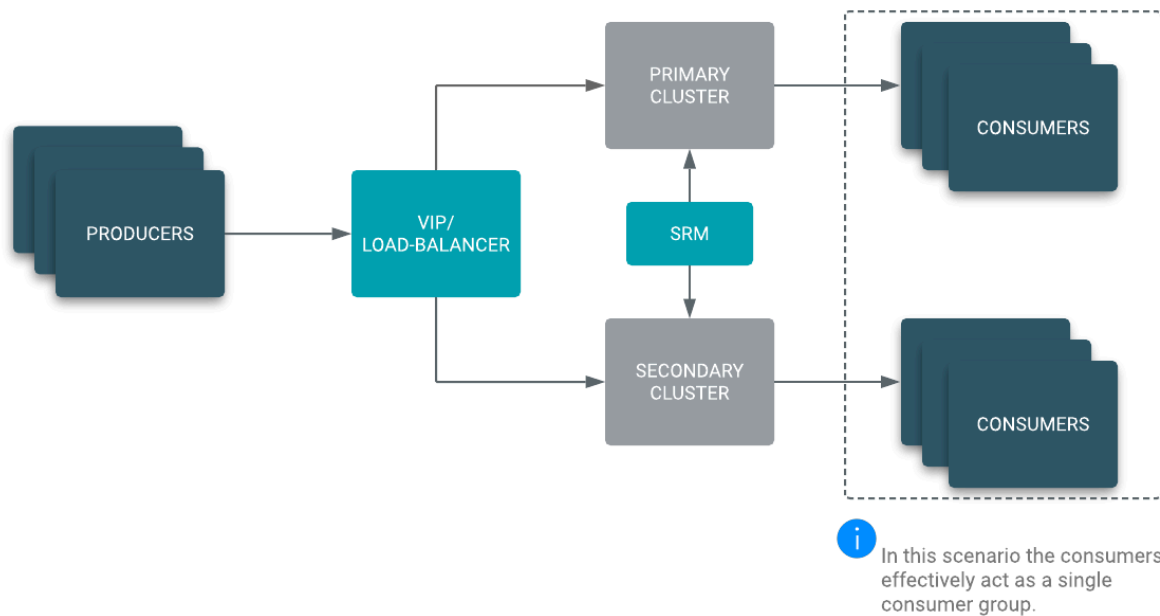 PRIMARY
CLUSTER
CONSUMERS
PRODUCERS
VIP/
LOAD-BALANCER
SRM
SECONDARY
CLUSTER
CONSUMERS
In this scenario the consumers
effectively act as a single
consumer group.